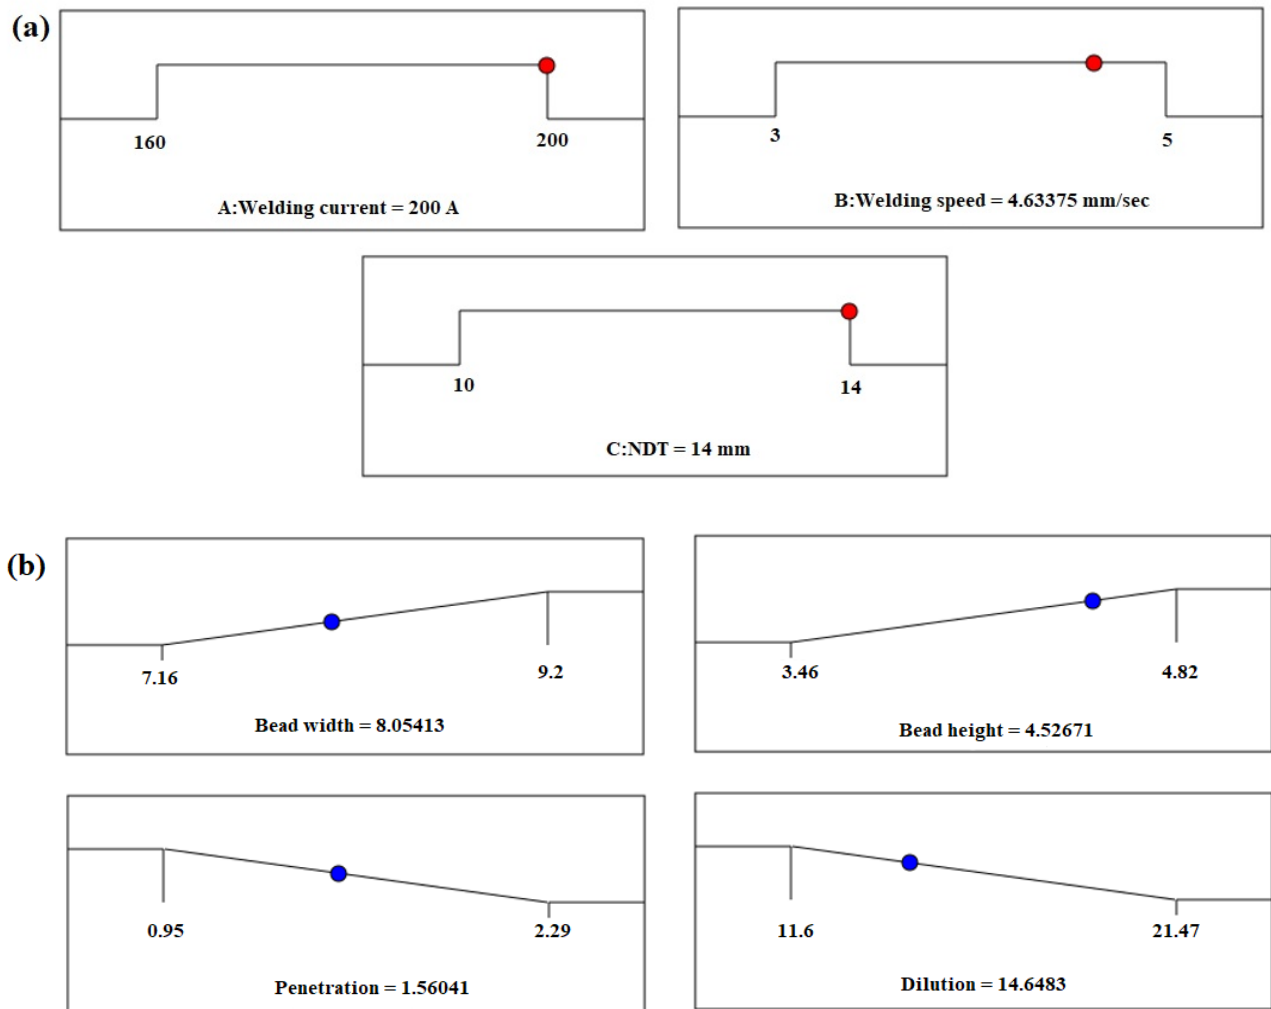 (a)
160
200
A:Welding current = 200 A
3
5
B:Welding speed = 4.63375 mm/sec
10
14
C:NDT = 14 mm
(b)
7.16
9.2
Bead width = 8.05413
3.46
4.82
Bead height = 4.52671
0.95
2.29
Penetration = 1.56041
11.6
21.47
Dilution = 14.6483